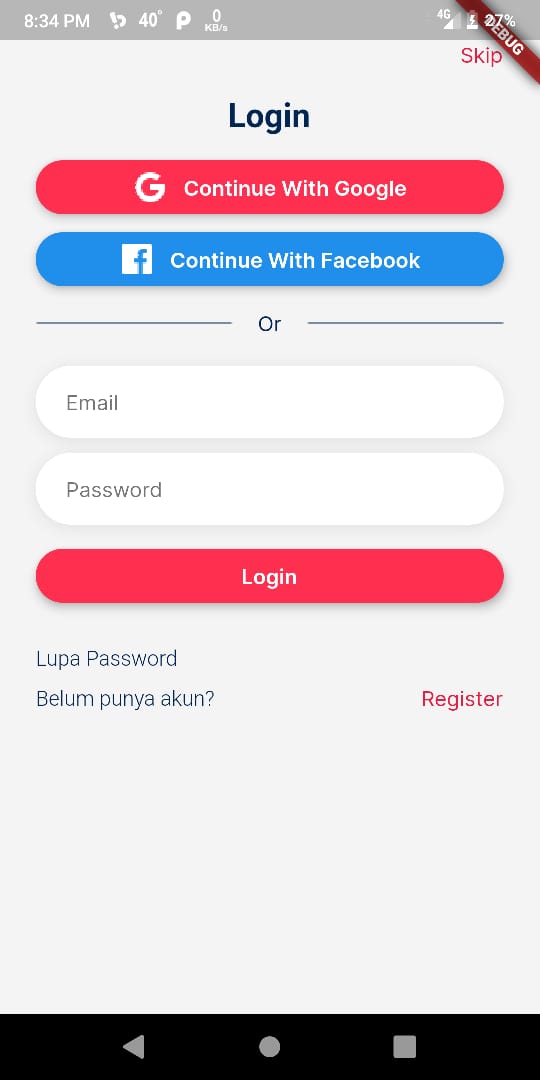 8:34 PM 40° 0 KB/s 4G 27%
DEBUG
Skip
Login
Continue With Google
Continue With Facebook
Or
Email
Password
Login
Lupa Password
Belum punya akun? Register